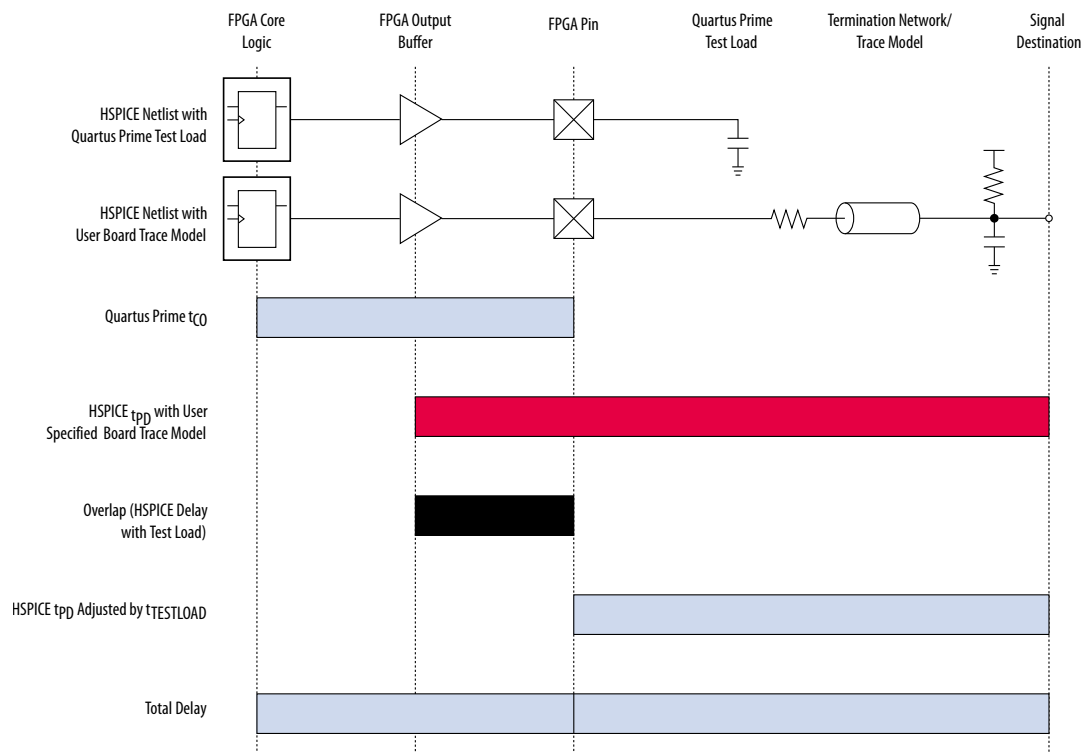 FPGA Core
Logic
FPGA Output
Buffer
FPGA Pin
Quartus Prime
Test Load
Termination Network/
Trace Model
Signal
Destination
HSPICE Netlist with
Quartus Prime Test Load
HSPICE Netlist with
User Board Trace Model
Quartus Prime tCO
HSPICE tPD with User
Specified Board Trace Model
Overlap (HSPICE Delay
with Test Load)
HSPICE tPD Adjusted by tTESTLOAD
Total Delay